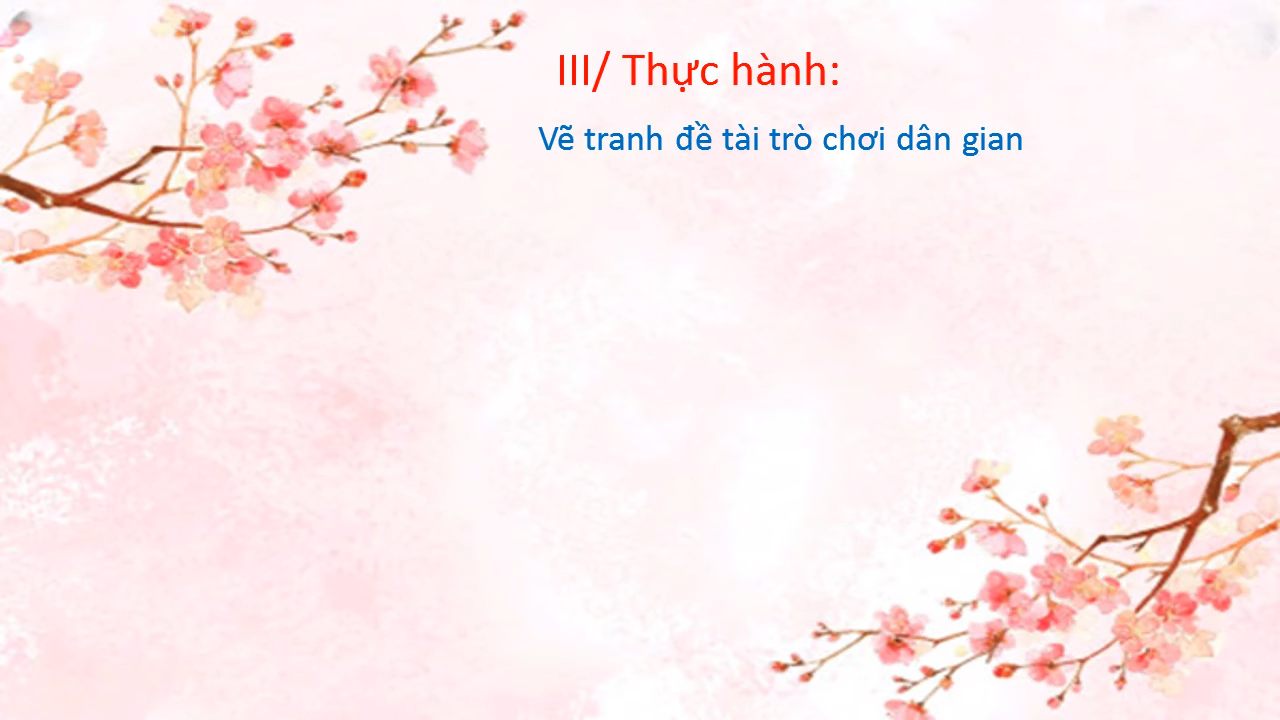 III/ Thực hành:
Vẽ tranh đề tài trò chơi dân gian